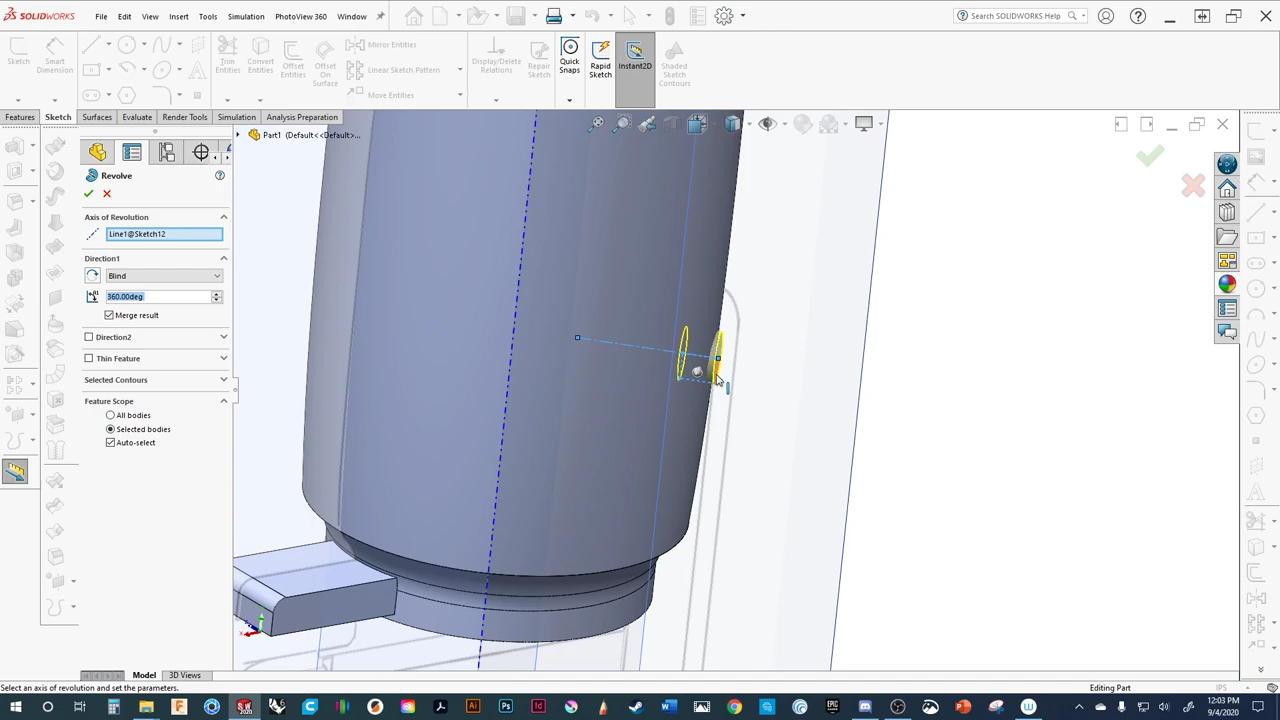 SOLIDWORKS
File
Edit
View
Insert
Tools
Simulation
PhotoView 360
Window
Search SOLIDWORKS Help
Sketch
Smart
Dimension
Trim
Entities
Convert
Entities
Offset
Entities
Offset
On
Surface
Mirror Entities
Linear Sketch Pattern
Move Entities
Display/Delete
Relations
Repair
Sketch
Quick
Snaps
Rapid
Sketch
Instant2D
Shaded
Sketch
Contours
Features
Sketch
Surfaces
Evaluate
Render Tools
Simulation
Analysis Preparation
Part1 (Default<<Default>...
Revolve
Axis of Revolution
Line1@Sketch12
Direction1
Blind
360.00deg
Merge result
Direction2
Thin Feature
Selected Contours
Feature Scope
All bodies
Selected bodies
Auto-select
Model
3D Views
Select an axis of revolution and set the parameters.
Editing Part
IPS
12:03 PM
9/4/2020